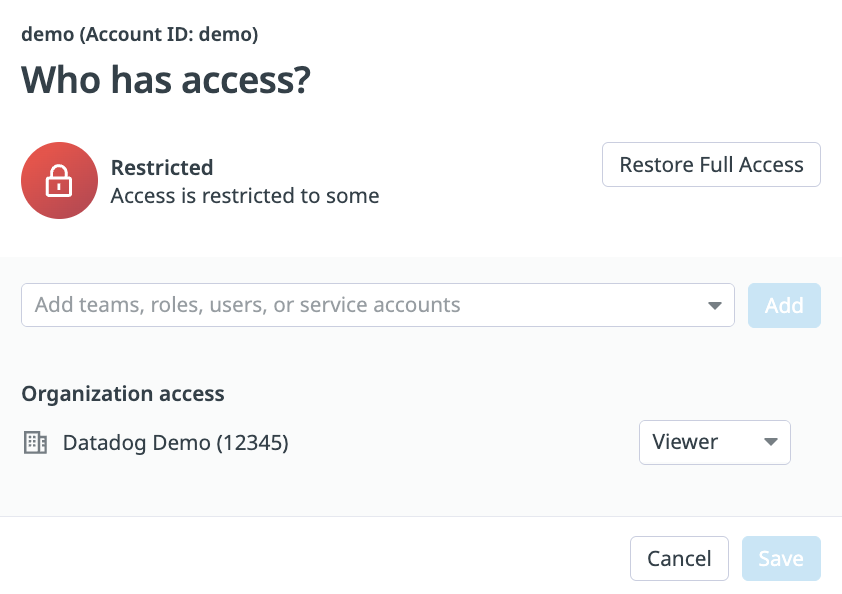 demo (Account ID: demo)
Who has access?
Restricted
Access is restricted to some
Restore Full Access
Add teams, roles, users, or service accounts
Add
Organization access
Datadog Demo (12345)
Viewer
Cancel
Save